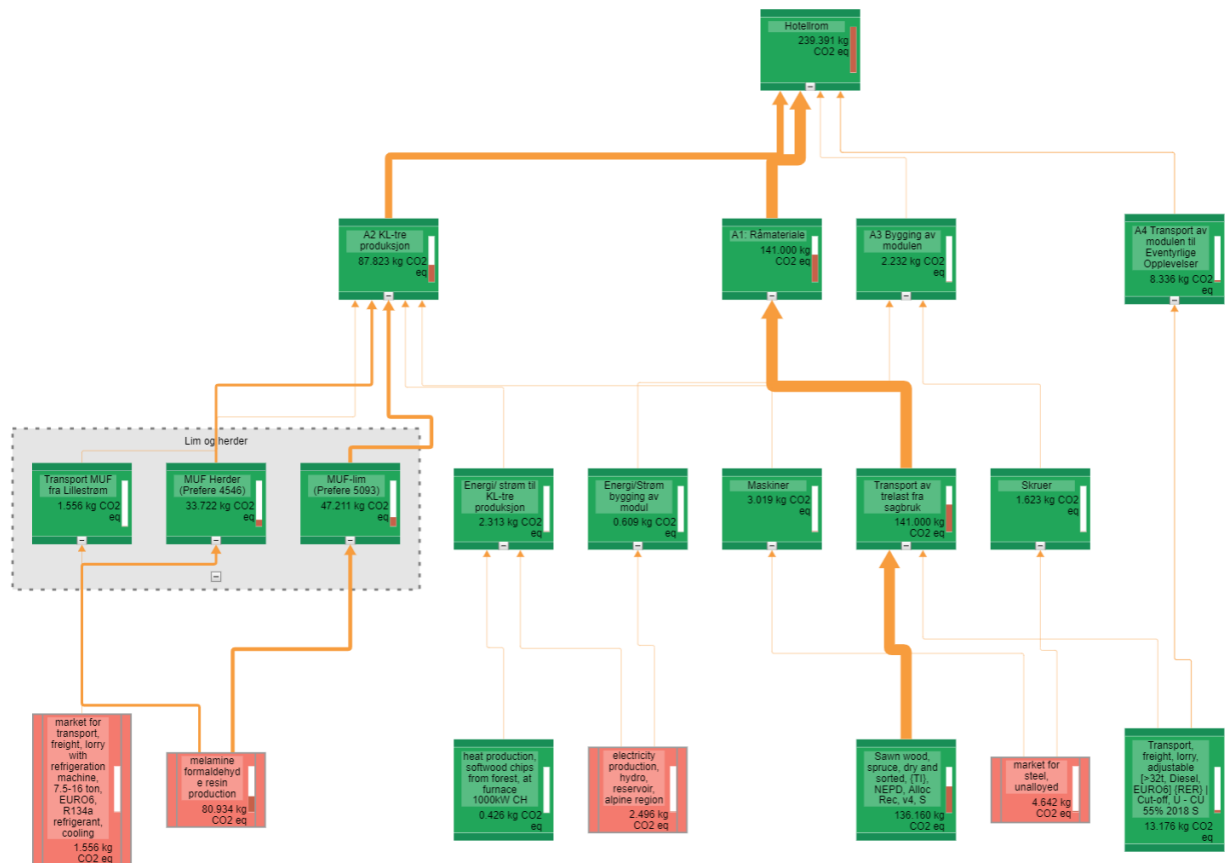 Hotellrom
239.391 kg
CO2 eq
A2 KL-tre
produksjon
87.823 kg CO2
eq
A1: Råmateriale
141.000 kg
CO2 eq
A3 Bygging av
modulen
2.232 kg CO2
eq
A4 Transport av
modulen til
Eventyrlige
Opplevelser
8.336 kg CO2
eq
Lim og herder
Transport MUF
fra Lillestrøm
1.556 kg CO2
eq
MUF Herder
(Prefere 4546)
33.722 kg CO2
eq
MUF-lim
(Prefere 5093)
47.211 kg CO2
eq
Energi/ strøm til
KL-tre
produksjon
2.313 kg CO2
eq
Energi/Strøm
bygging av
modul
0.609 kg CO2
eq
Maskiner
3.019 kg CO2
eq
Transport av
trelast fra
sagbruk
141.000 kg
CO2 eq
Skruer
1.623 kg CO2
eq
market for
transport,
freight, lorry
with
refrigeration
machine,
7.5-16 ton,
EURO6,
R134a
refrigerant,
cooling
1.556 kg
CO2 eq
melamine
formaldehyd
e resin
production
80.934 kg
CO2 eq
heat production,
softwood chips
from forest, at
furnace
1000kW CH
0.426 kg CO2
eq
electricity
production,
hydro,
reservoir,
alpine region
2.496 kg
CO2 eq
Sawn wood,
spruce, dry and
sorted, {TI},
NEPD, Alloc
Rec, v4, S
136.160 kg
CO2 eq
market for
steel,
unalloyed
4.642 kg
CO2 eq
Transport,
freight, lorry,
adjustable
[>32t, Diesel,
EURO6] (RER) |
Cut-off, U - CU
55% 2018 S
13.176 kg
CO2 eq